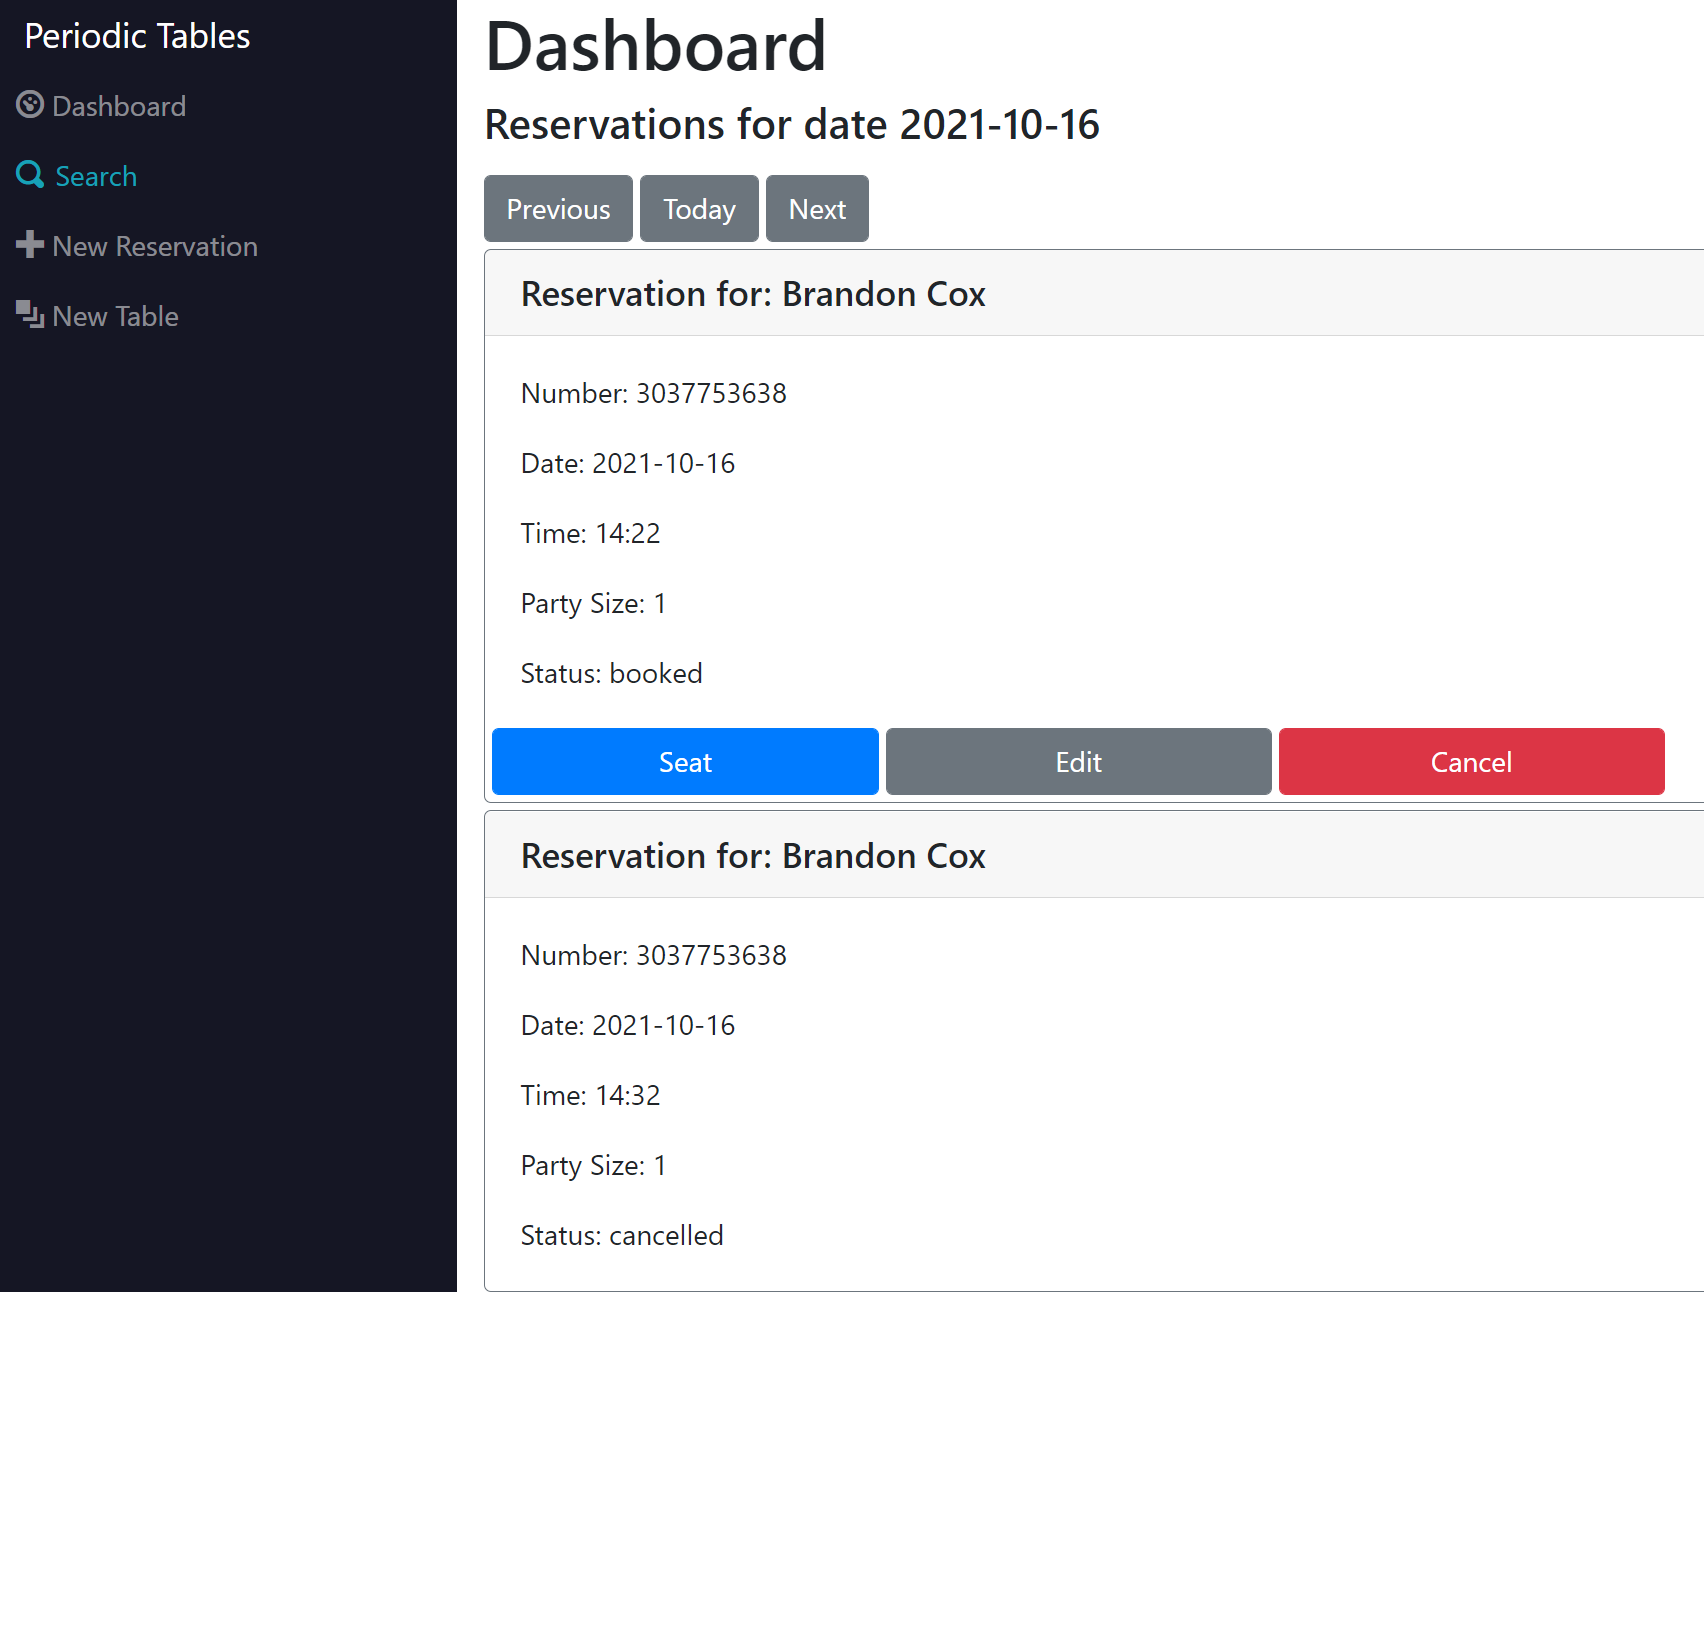 Periodic Tables
Dashboard
Search
New Reservation
New Table
Dashboard
Reservations for date 2021-10-16
Previous Today Next
Reservation for: Brandon Cox
Number: 3037753638
Date: 2021-10-16
Time: 14:22
Party Size: 1
Status: booked
Seat Edit Cancel
Reservation for: Brandon Cox
Number: 3037753638
Date: 2021-10-16
Time: 14:32
Party Size: 1
Status: cancelled